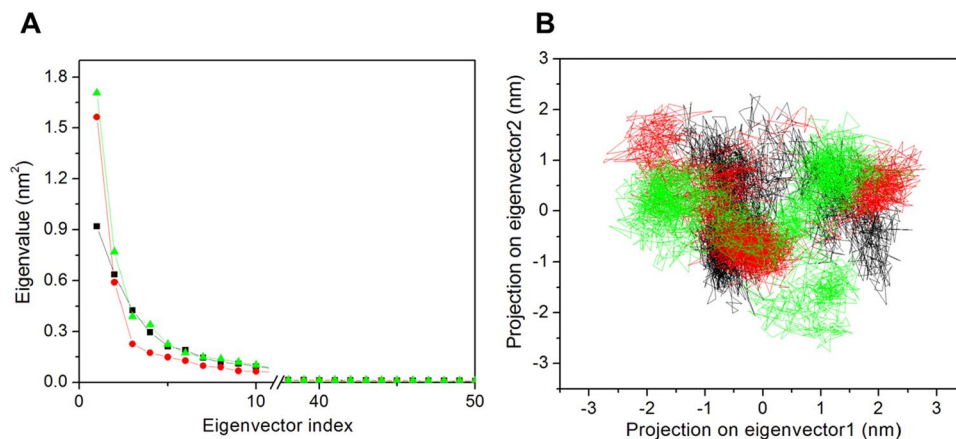 A
B
1.8
1.5
1.2
0.9
0.6
0.3
0.0
Eigenvalue (nm²)
0 10 40 50
Eigenvector index
3
2
1
0
-1
-2
-3
Projection on eigenvector2 (nm)
-3 -2 -1 0 1 2 3
Projection on eigenvector1 (nm)